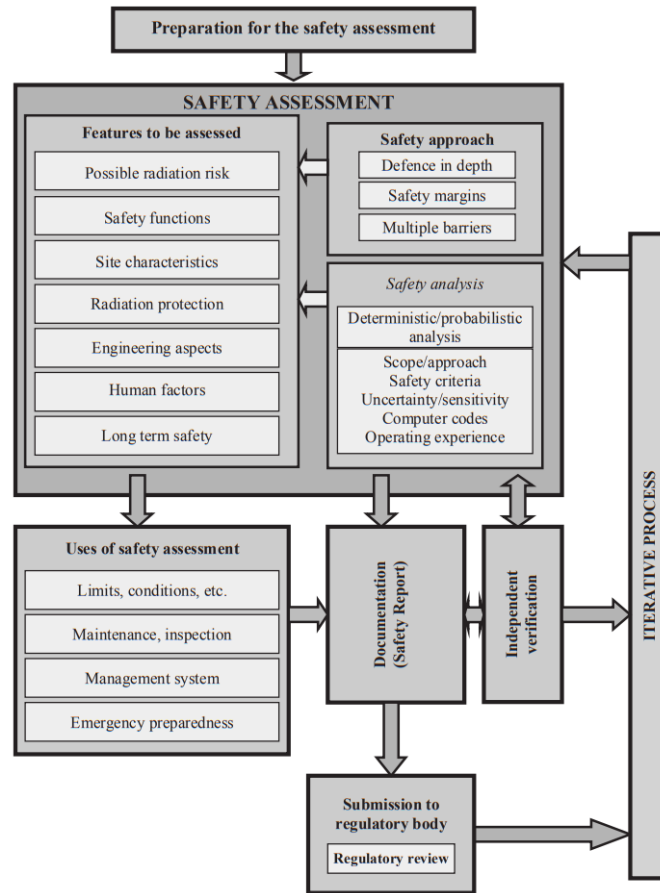 Preparation for the safety assessment
SAFETY ASSESSMENT
Features to be assessed
Possible radiation risk
Safety functions
Site characteristics
Radiation protection
Engineering aspects
Human factors
Long term safety
Safety approach
Defence in depth
Safety margins
Multiple barriers
Safety analysis
Deterministic/probabilistic
analysis
Scope/approach
Safety criteria
Uncertainty/sensitivity
Computer codes
Operating experience
Uses of safety assessment
Limits, conditions, etc.
Maintenance, inspection
Management system
Emergency preparedness
Documentation
(Safety Report)
Independent
verification
Submission to
regulatory body
Regulatory review
ITERATIVE PROCESS